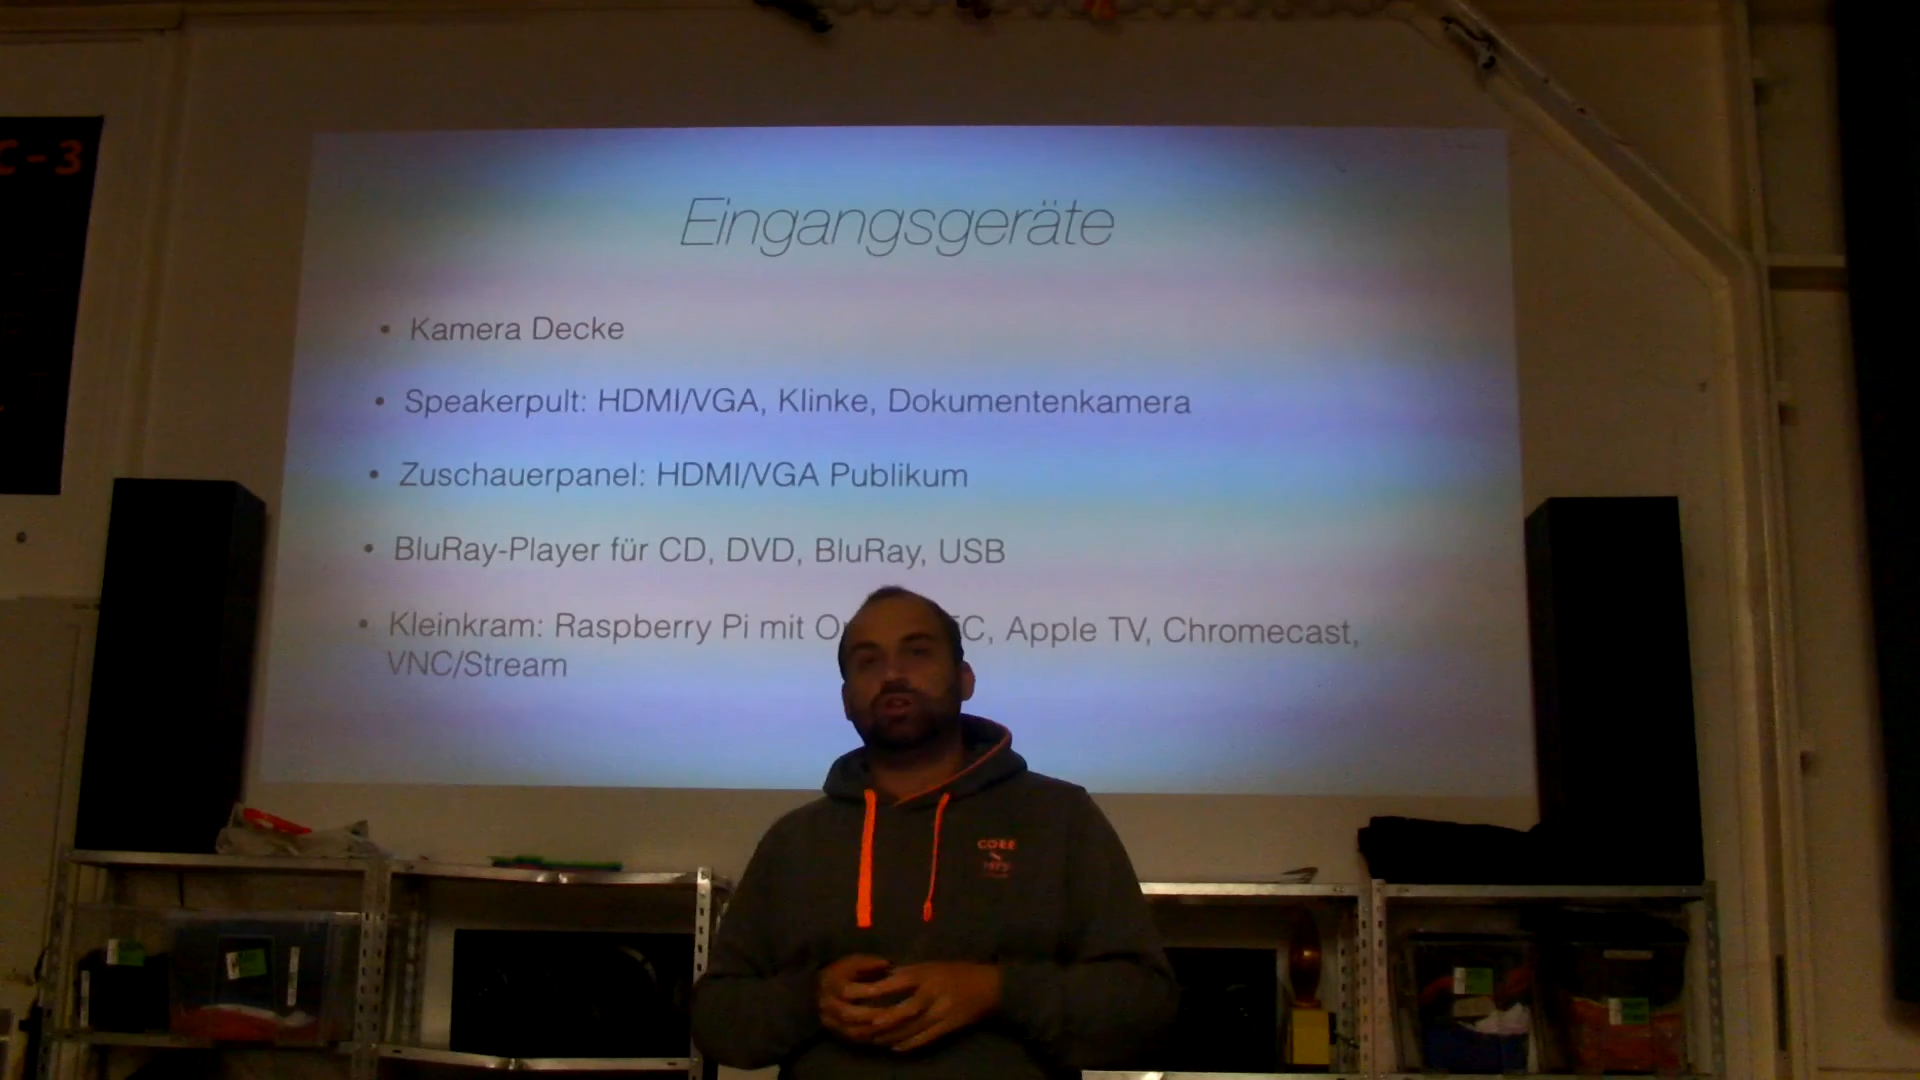 C-3
Eingangsgeräte
• Kamera Decke
• Speakerpult: HDMI/VGA, Klinke, Dokumentenkamera
• Zuschauerpanel: HDMI/VGA Publikum
• BluRay-Player für CD, DVD, BluRay, USB
• Kleinkram: Raspberry Pi mit Apple TV, Chromecast,
VNC/Stream